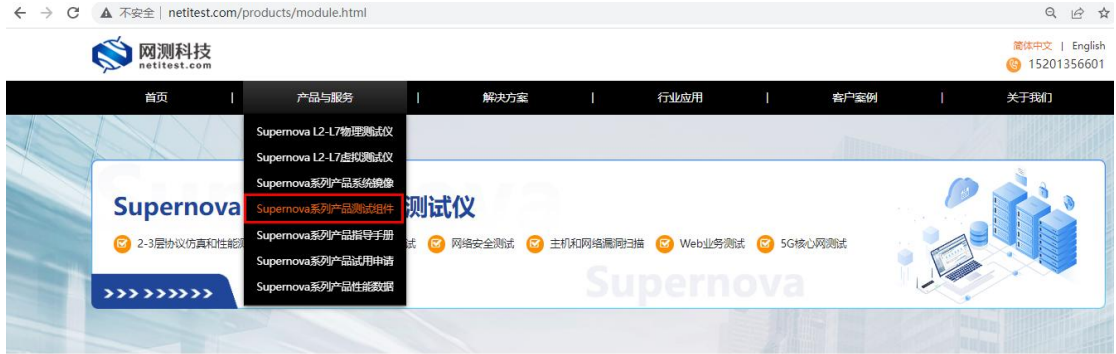 不安全 | netitest.com/products/module.html
网测科技
netitest.com
简体中文 | English
15201356601
首页 | 产品与服务 | 解决方案 | 行业应用 | 客户案例 | 关于我们
Supernova L2-L7物理测试仪
Supernova L2-L7虚拟测试仪
Supernova系列产品系统镜像
Supernova 测试仪
Supernova系列产品测试组件
2-3层协议仿真和性能 试 网络安全测试 主机和网络漏洞扫描 Web业务测试 5G核心网测试
Supernova系列产品指导手册
Supernova系列产品试用申请
Supernova系列产品性能数据
>>>>>>>>>
Supernova